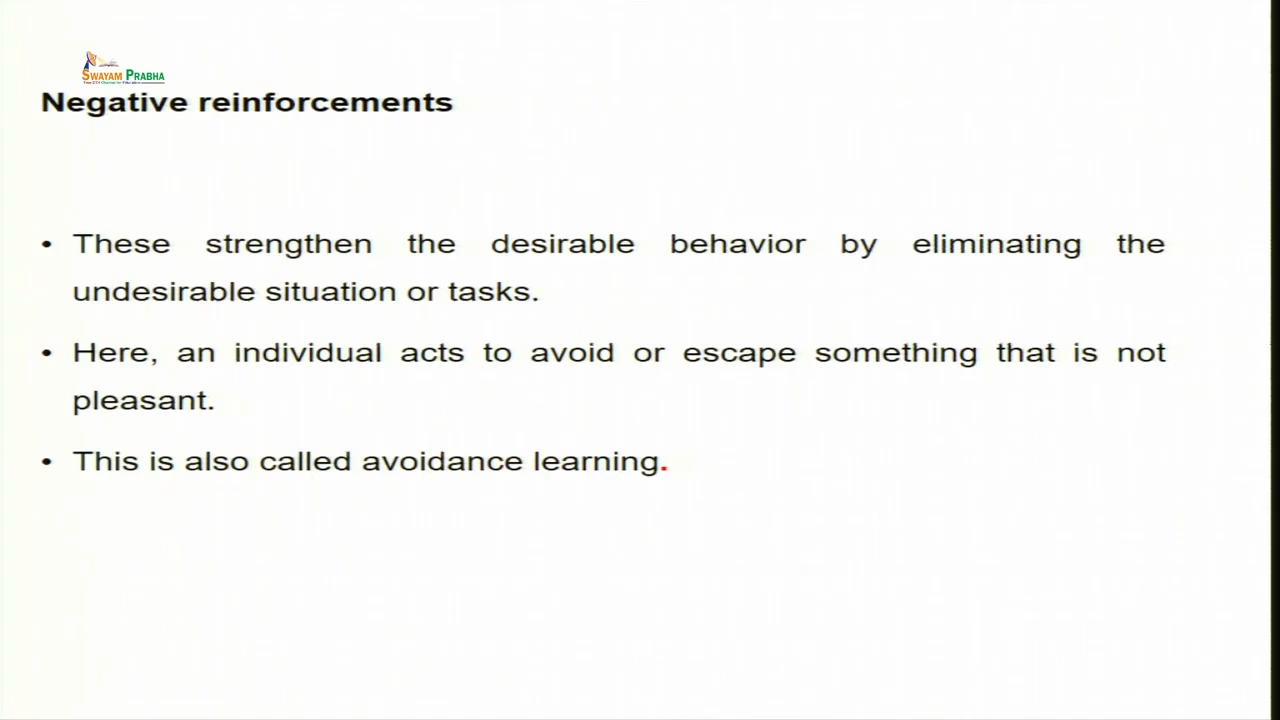 SWAYAM PRABHA
Negative reinforcements
• These strengthen the desirable behavior by eliminating the
undesirable situation or tasks.
• Here, an individual acts to avoid or escape something that is not
pleasant.
• This is also called avoidance learning.